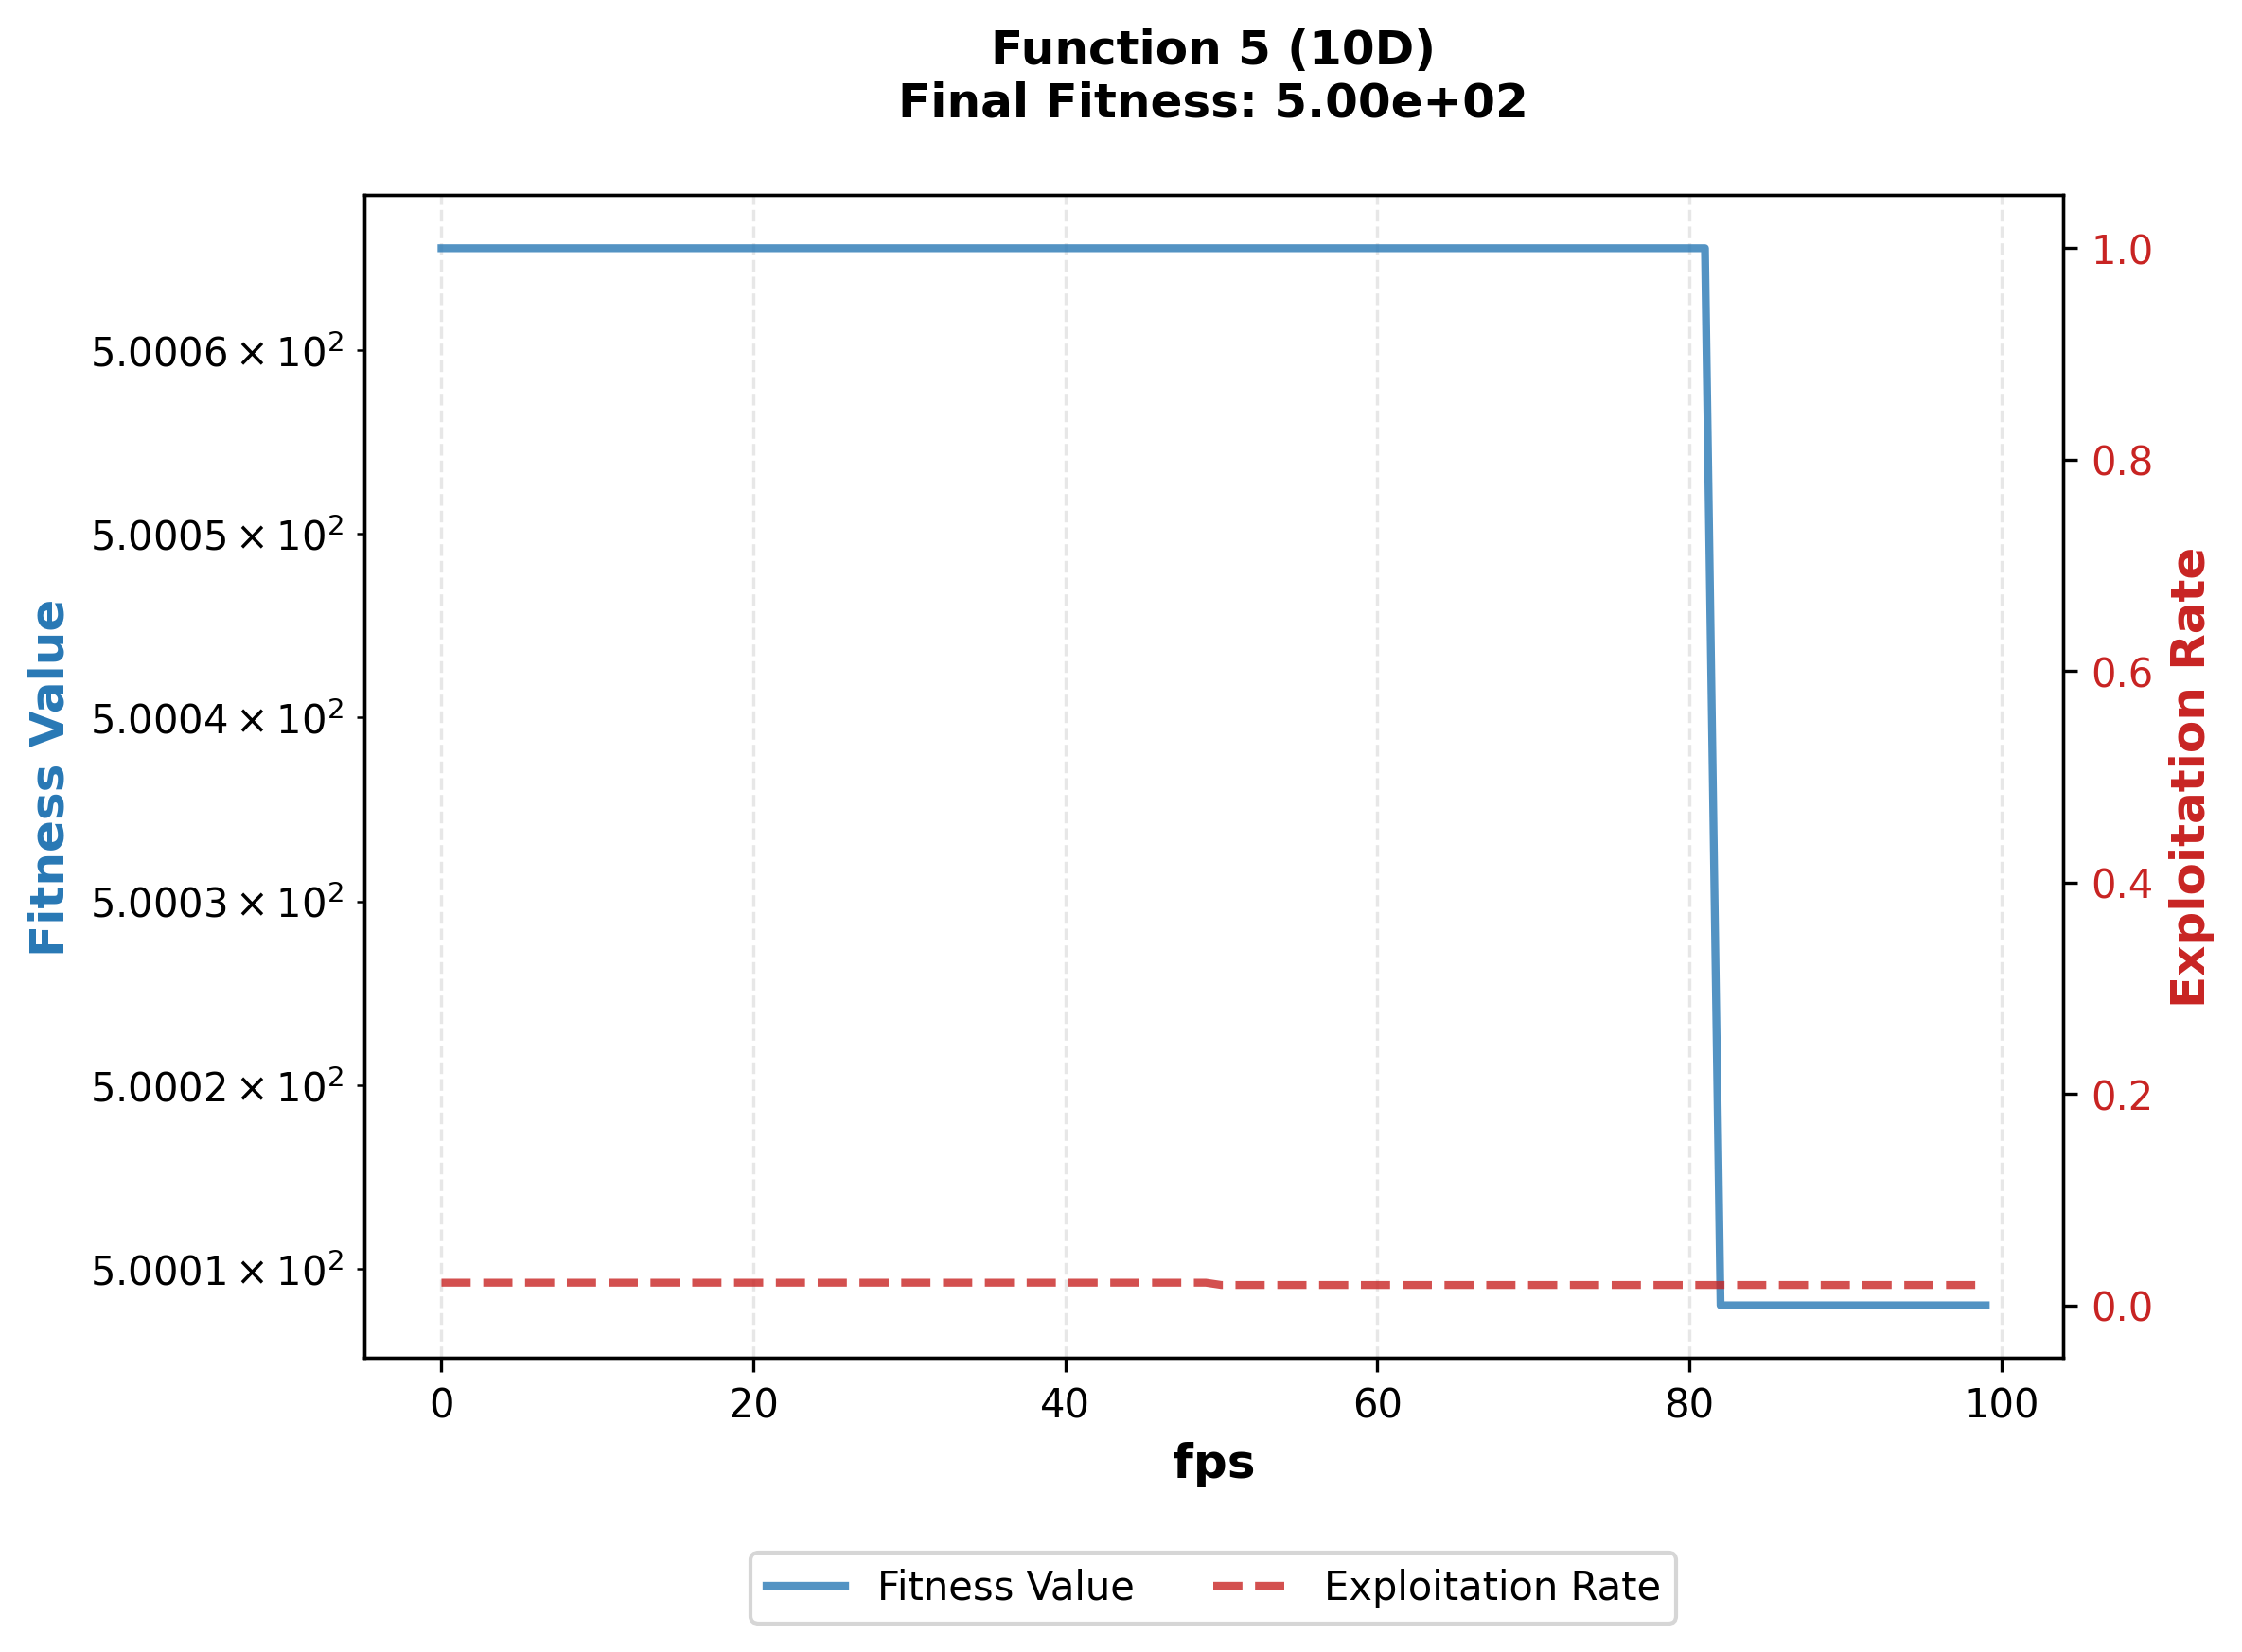 Function 5 (10D)
Final Fitness: 5.00e+02
Fitness Value
5.0006 × 10²
5.0005 × 10²
5.0004 × 10²
5.0003 × 10²
5.0002 × 10²
5.0001 × 10²
1.0
0.8
0.6
0.4
0.2
0.0
Exploitation Rate
0 20 40 60 80 100
fps
Fitness Value Exploitation Rate